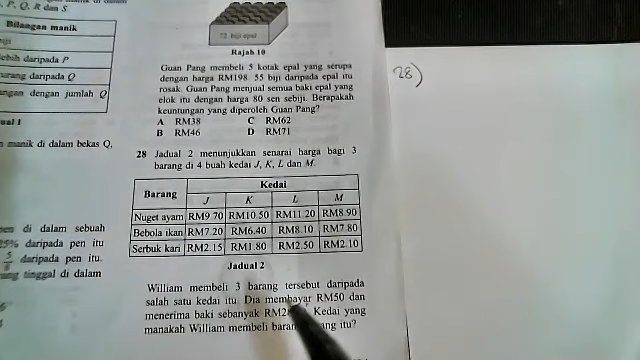 P, Q, R dan S.
Bilangan manik
lebih daripada P
kurang daripada Q
dengan jumlah Q
manik di dalam bekas Q,
di dalam sebuah
25% daripada pen itu
5/8 daripada pen itu.
tinggal di dalam
72 biji epal
Rajah 10
Guan Pang membeli 5 kotak epal yang serupa
dengan harga RM198. 55 biji daripada epal itu
rosak. Guan Pang menjual semua baki epal yang
elok itu dengan harga 80 sen sebiji. Berapakah
keuntungan yang diperoleh Guan Pang?
A RM38 C RM62
B RM46 D RM71
28 Jadual 2 menunjukkan senarai harga bagi 3
barang di 4 buah kedai J, K, L dan M.
Barang Kedai
J K L M
Nuget ayam RM9.70 RM10.50 RM11.20 RM8.90
Bebola ikan RM7.20 RM6.40 RM8.10 RM7.80
Serbuk kari RM2.15 RM1.80 RM2.50 RM2.10
Jadual 2
William membeli 3 barang tersebut daripada
salah satu kedai itu. Dia membayar RM50 dan
menerima baki sebanyak Kedai yang
manakah William membeli itu?
28)